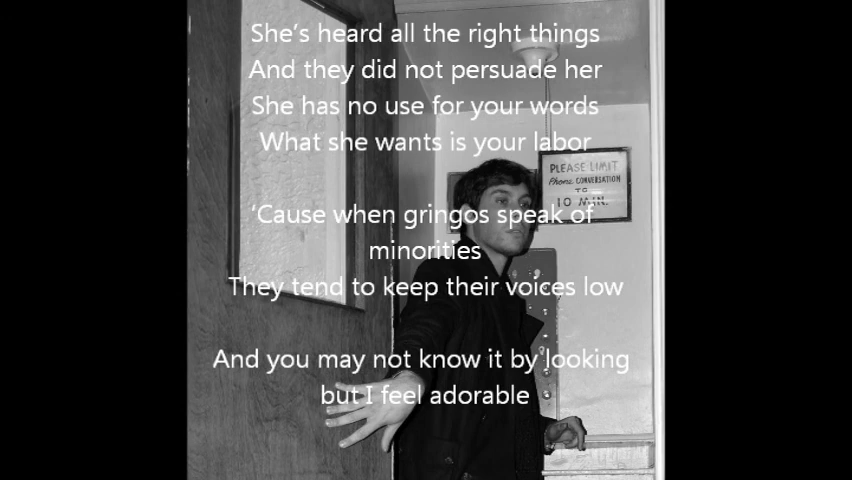 She’s heard all the right things
And they did not persuade her
She has no use for your words
What she wants is your labor
PLEASE LIMIT
Phone CONVERSATION
TO
10 MIN.
‘Cause when gringos speak of
minorities
They tend to keep their voices low
And you may not know it by looking
but I feel adorable